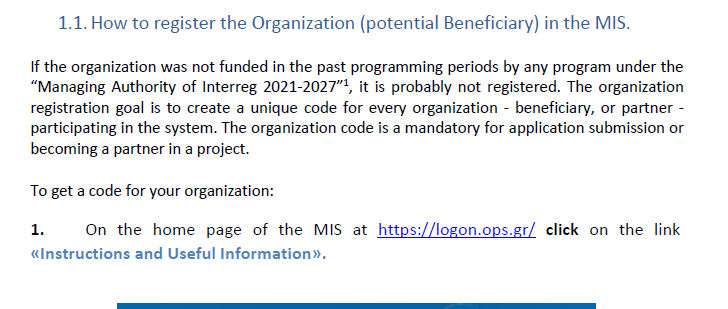 1.1. How to register the Organization (potential Beneficiary) in the MIS.
If the organization was not funded in the past programming periods by any program under the
“Managing Authority of Interreg 2021-2027”¹, it is probably not registered. The organization
registration goal is to create a unique code for every organization - beneficiary, or partner -
participating in the system. The organization code is a mandatory for application submission or
becoming a partner in a project.
To get a code for your organization:
1. On the home page of the MIS at https://logon.ops.gr/ click on the link
«Instructions and Useful Information».